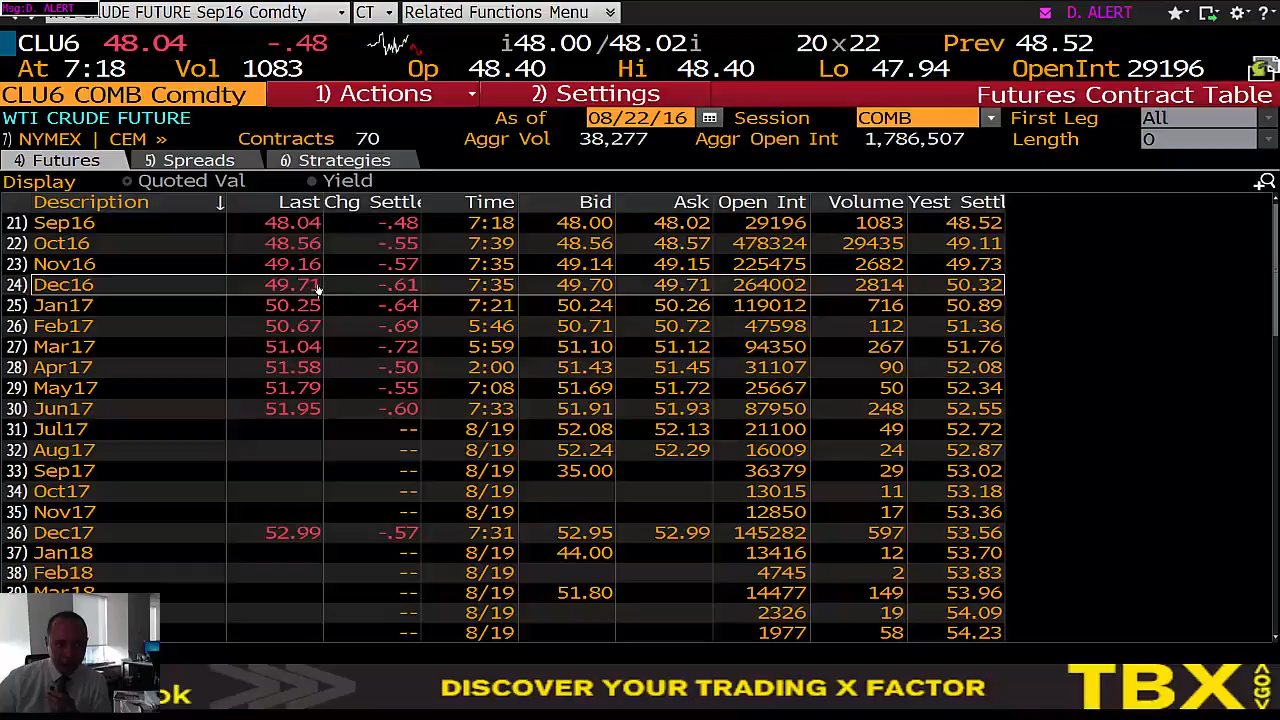 Msg:D. ALERT
CRUDE FUTURE Sep16 Comdty CT Related Functions Menu D. ALERT
CLU6 48.04 -.48 i48.00 /48.02i 20 x 22 Prev 48.52
At 7:18 Vol 1083 Op 48.40 Hi 48.40 Lo 47.94 OpenInt 29196
CLU6 COMB Comdty 1) Actions 2) Settings Futures Contract Table
WTI CRUDE FUTURE As of 08/22/16 Session COMB First Leg All
1) NYMEX | CEM » Contracts 70 Aggr Vol 38,277 Aggr Open Int 1,786,507 Length 0
4) Futures 5) Spreads 6) Strategies
Display Quoted Val Yield
Description ↓ Last Chg Settle Time Bid Ask Open Int Volume Yest Settl
21) Sep16 48.04 -.48 7:18 48.00 48.02 29196 1083 48.52
22) Oct16 48.56 -.55 7:39 48.56 48.57 478324 29435 49.11
23) Nov16 49.16 -.57 7:35 49.14 49.15 225475 2682 49.73
24) Dec16 49.71 -.61 7:35 49.70 49.71 264002 2814 50.32
25) Jan17 50.25 -.64 7:21 50.24 50.26 119012 716 50.89
26) Feb17 50.67 -.69 5:46 50.71 50.72 47598 112 51.36
27) Mar17 51.04 -.72 5:59 51.10 51.12 94350 267 51.76
28) Apr17 51.58 -.50 2:00 51.43 51.45 31107 90 52.08
29) May17 51.79 -.55 7:08 51.69 51.72 25667 50 52.34
30) Jun17 51.95 -.60 7:33 51.91 51.93 87950 248 52.55
31) Jul17 -- 8/19 52.08 52.13 21100 49 52.72
32) Aug17 -- 8/19 52.24 52.29 16009 24 52.87
33) Sep17 -- 8/19 35.00 36379 29 53.02
34) Oct17 -- 8/19 13015 11 53.18
35) Nov17 -- 8/19 12850 17 53.36
36) Dec17 52.99 -.57 7:31 52.95 52.99 145282 597 53.56
37) Jan18 -- 8/19 44.00 13416 12 53.70
38) Feb18 -- 8/19 4745 2 53.83
39) Mar18 -- 8/19 51.80 14477 149 53.96
-- 8/19 2326 19 54.09
-- 8/19 1977 58 54.23
ok DISCOVER YOUR TRADING X FACTOR TBX